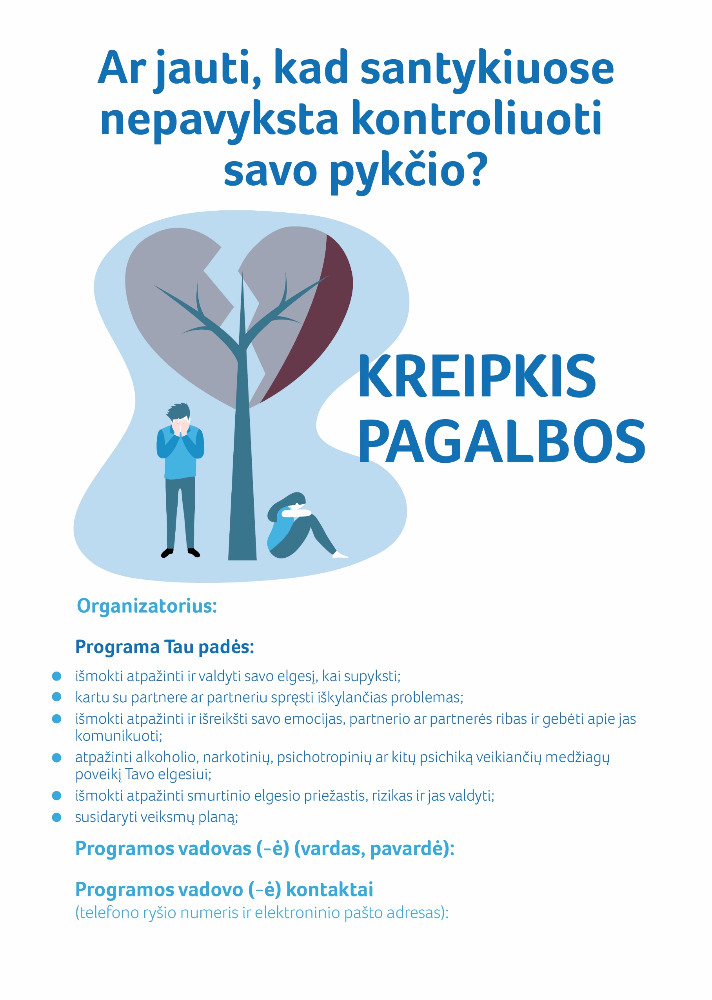 Ar jauti, kad santykiuose
nepavyksta kontroliuoti
savo pykčio?
KREIPKIS
PAGALBOS
Organizatorius:
Programa Tau padės:
išmokti atpažinti ir valdyti savo elgesį, kai supyksti;
kartu su partnere ar partneriu spręsti iškylančias problemas;
išmokti atpažinti ir išreikšti savo emocijas, partnerio ar partnerės ribas ir gebėti apie jas
komunikuoti;
atpažinti alkoholio, narkotinių, psichotropinių ar kitų psichiką veikiančių medžiagų
poveikį Tavo elgesiui;
išmokti atpažinti smurtinio elgesio priežastis, rizikas ir jas valdyti;
susidaryti veiksmų planą;
Programos vadovas (-ė) (vardas, pavardė):
Programos vadovo (-ė) kontaktai
(telefono ryšio numeris ir elektroninio pašto adresas):